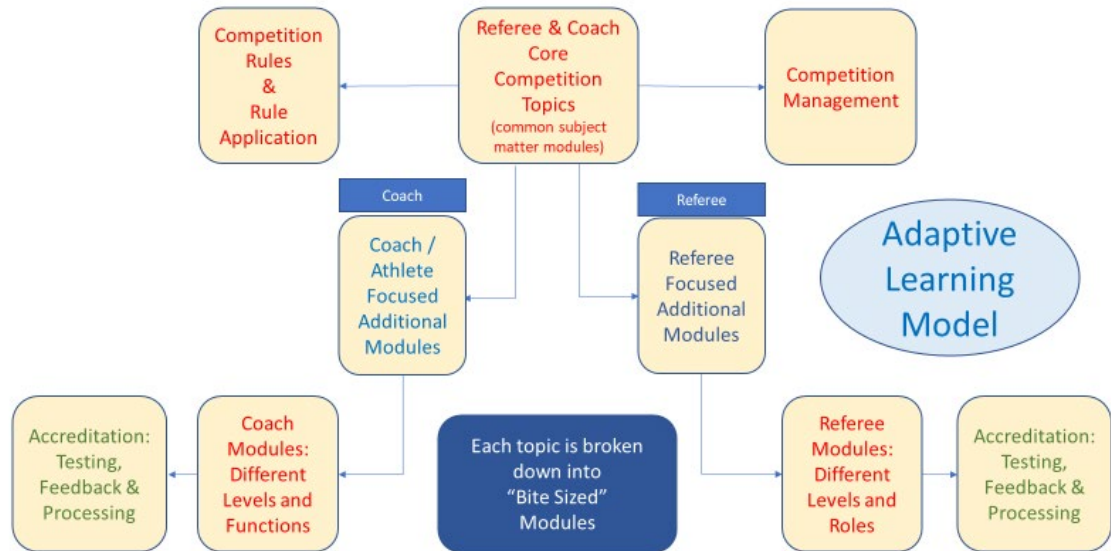 Competition
Rules
&
Rule
Application
Referee & Coach
Core
Competition
Topics
(common subject
matter modules)
Competition
Management
Coach
Referee
Coach /
Athlete
Focused
Additional
Modules
Referee
Focused
Additional
Modules
Adaptive
Learning
Model
Accreditation:
Testing,
Feedback &
Processing
Coach
Modules:
Different
Levels and
Functions
Each topic is broken
down into
“Bite Sized”
Modules
Referee
Modules:
Different
Levels and
Roles
Accreditation:
Testing,
Feedback &
Processing